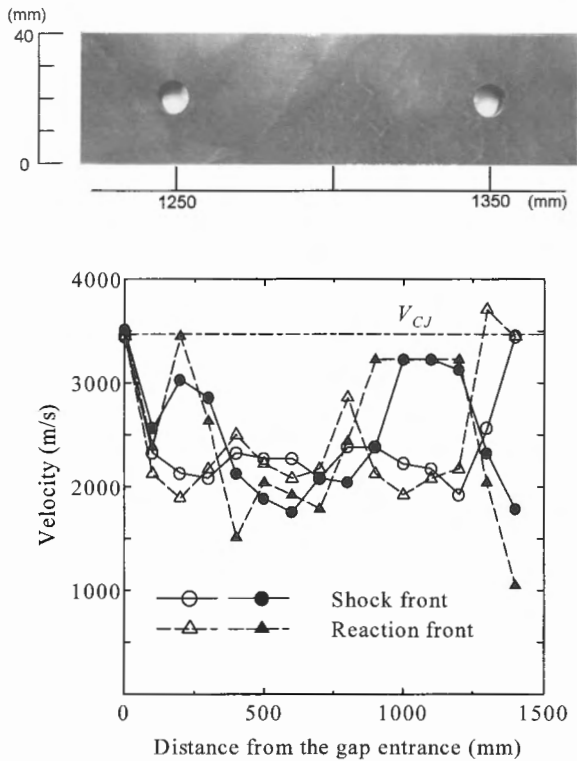 (mm)
40
0
1250
1350 (mm)
4000
V_CJ
3000
Velocity (m/s)
2000
1000
Shock front
Reaction front
0
0 500 1000 1500
Distance from the gap entrance (mm)